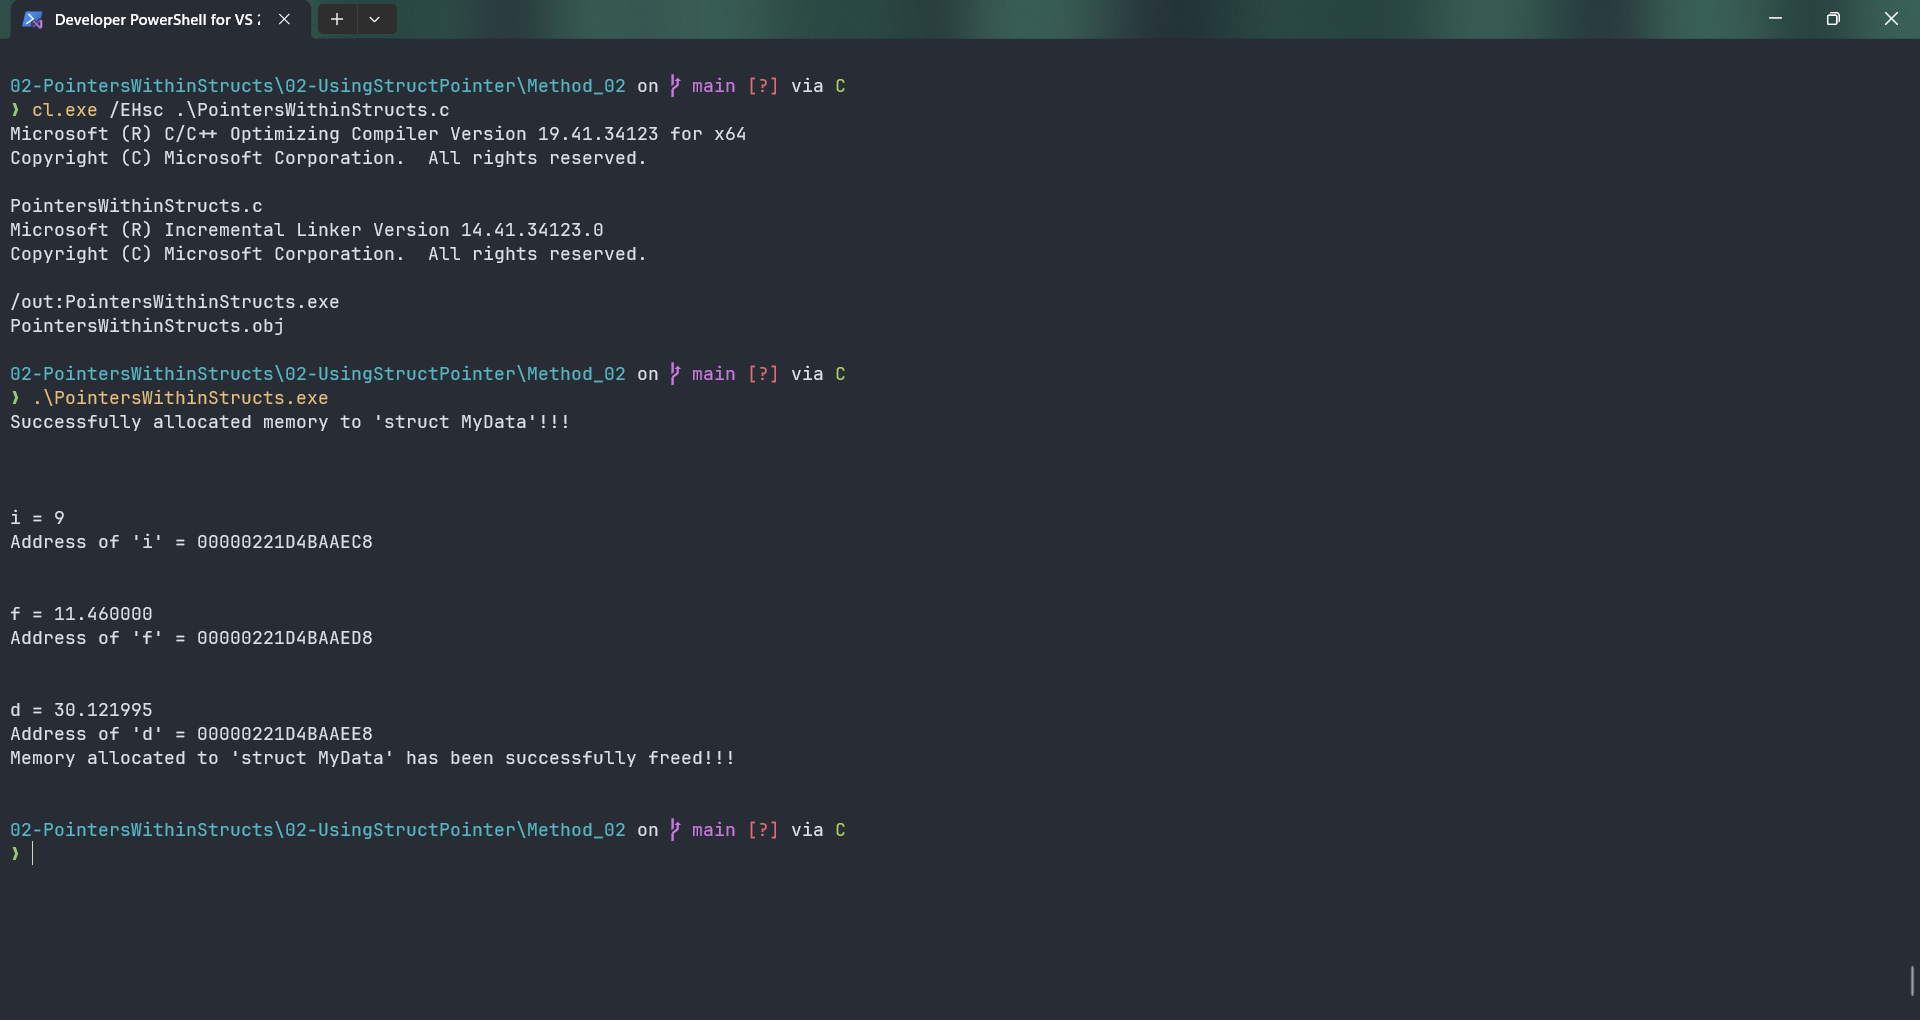 Developer PowerShell for VS 2
02-PointersWithinStructs\02-UsingStructPointer\Method_02 on main [?] via C
❯ cl.exe /EHsc .\PointersWithinStructs.c
Microsoft (R) C/C++ Optimizing Compiler Version 19.41.34123 for x64
Copyright (C) Microsoft Corporation.  All rights reserved.
PointersWithinStructs.c
Microsoft (R) Incremental Linker Version 14.41.34123.0
Copyright (C) Microsoft Corporation.  All rights reserved.
/out:PointersWithinStructs.exe
PointersWithinStructs.obj
02-PointersWithinStructs\02-UsingStructPointer\Method_02 on main [?] via C
❯ .\PointersWithinStructs.exe
Successfully allocated memory to 'struct MyData'!!!
i = 9
Address of 'i' = 00000221D4BAAEC8
f = 11.460000
Address of 'f' = 00000221D4BAAED8
d = 30.121995
Address of 'd' = 00000221D4BAAEE8
Memory allocated to 'struct MyData' has been successfully freed!!!
02-PointersWithinStructs\02-UsingStructPointer\Method_02 on main [?] via C
❯